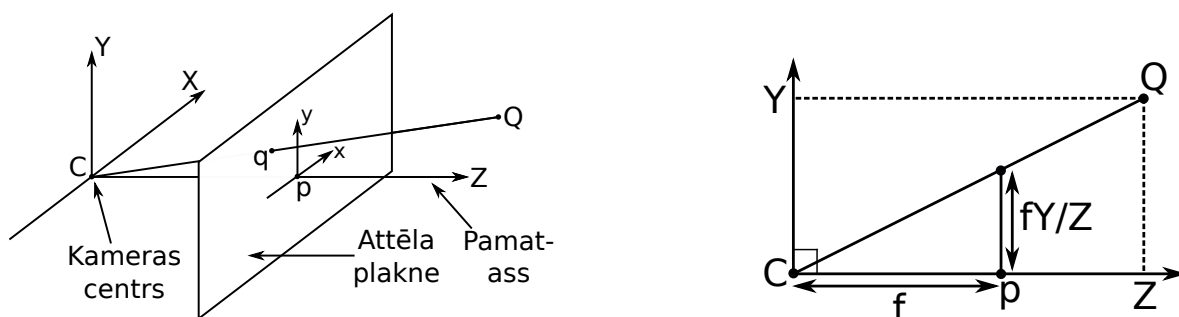 Y
X
C
y
x
q
p
Q
Z
Kameras
centrs
Attēla
plakne
Pamat-
ass
Y
Q
fY/Z
C
f
p
Z